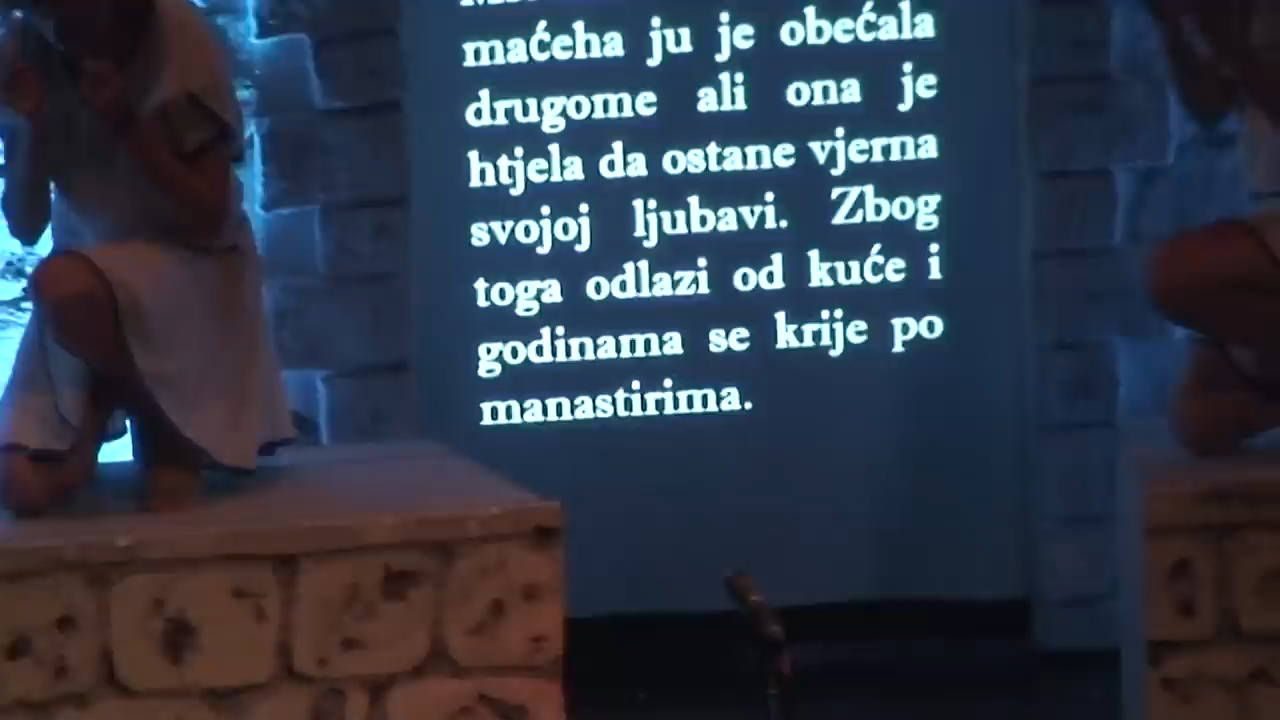 maćeha ju je obećala
drugome ali ona je
htjela da ostane vjerna
svojoj ljubavi. Zbog
toga odlazi od kuće i
godinama se krije po
manastirima.